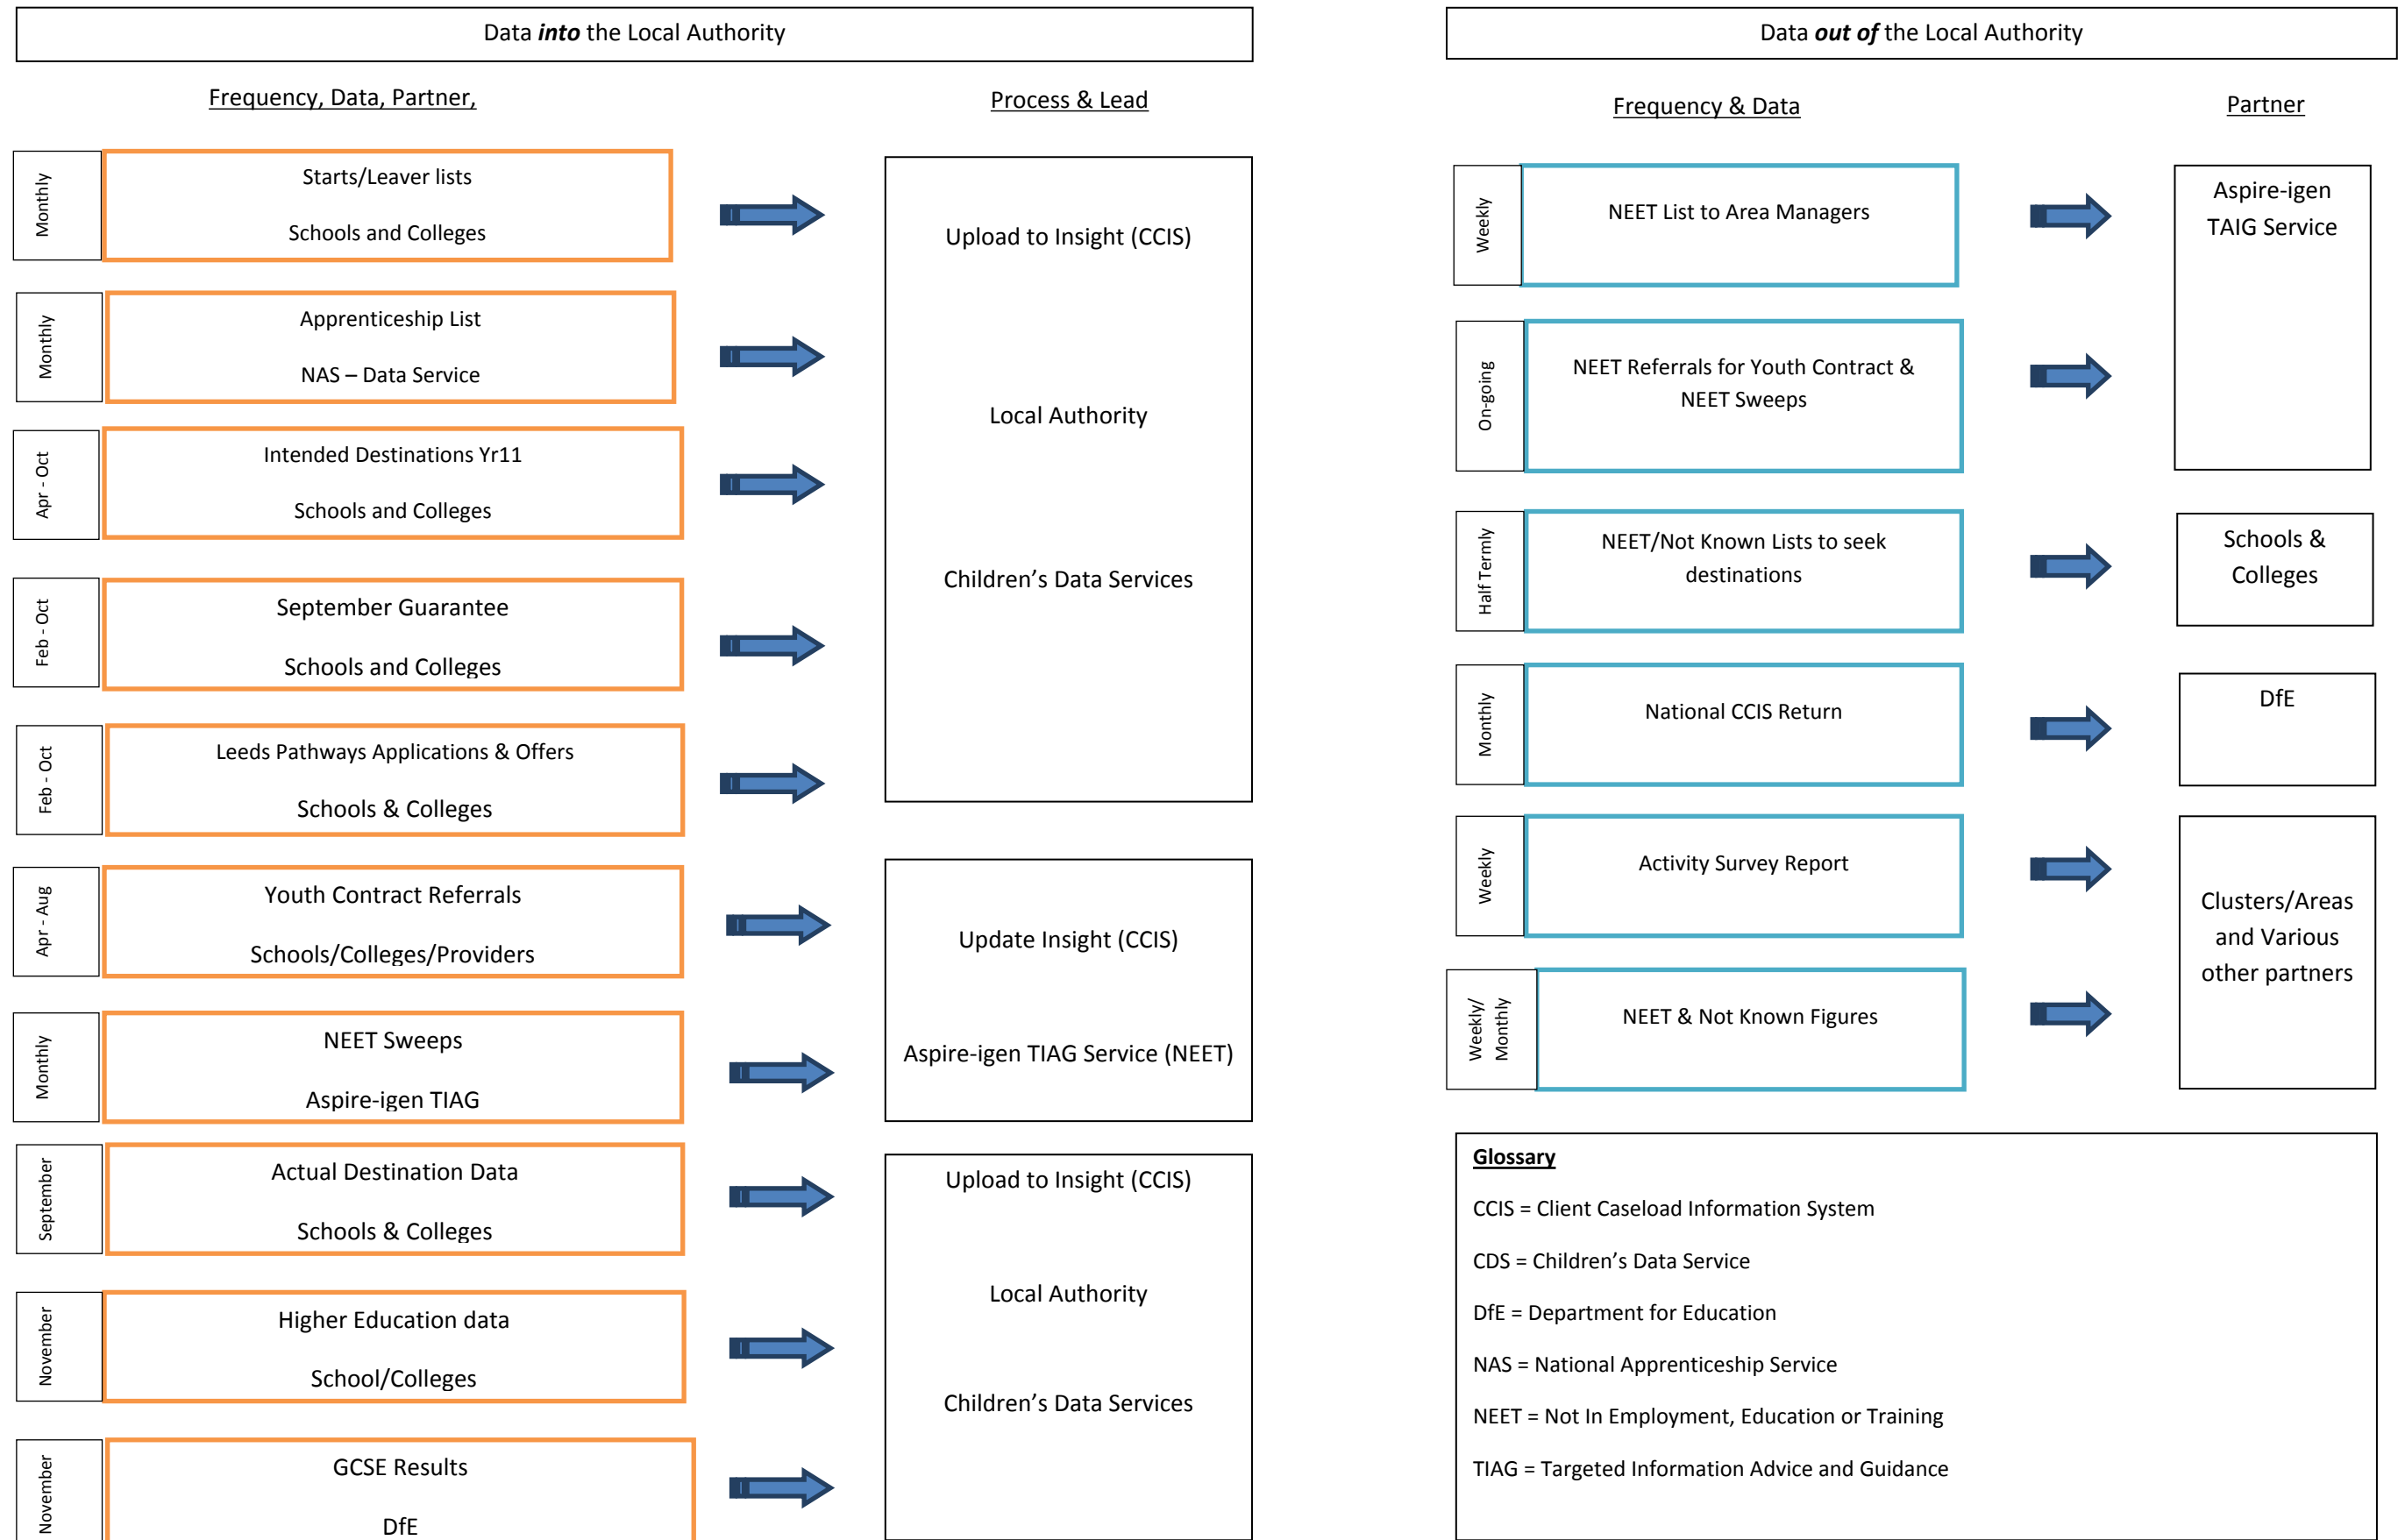 Data into the Local Authority
Frequency, Data, Partner,
Process & Lead
Monthly
Starts/Leaver lists
Schools and Colleges
Monthly
Apprenticeship List
NAS – Data Service
Apr - Oct
Intended Destinations Yr11
Schools and Colleges
Feb - Oct
September Guarantee
Schools and Colleges
Feb - Oct
Leeds Pathways Applications & Offers
Schools & Colleges
Upload to Insight (CCIS)
Local Authority
Children’s Data Services
Apr - Aug
Youth Contract Referrals
Schools/Colleges/Providers
Monthly
NEET Sweeps
Aspire-igen TIAG
Update Insight (CCIS)
Aspire-igen TIAG Service (NEET)
September
Actual Destination Data
Schools & Colleges
November
Higher Education data
School/Colleges
November
GCSE Results
DfE
Upload to Insight (CCIS)
Local Authority
Children’s Data Services
Data out of the Local Authority
Frequency & Data
Partner
Weekly
NEET List to Area Managers
On-going
NEET Referrals for Youth Contract &
NEET Sweeps
Aspire-igen
TAIG Service
Half Termly
NEET/Not Known Lists to seek
destinations
Schools &
Colleges
Monthly
National CCIS Return
DfE
Weekly
Activity Survey Report
Weekly/
Monthly
NEET & Not Known Figures
Clusters/Areas
and Various
other partners
Glossary
CCIS = Client Caseload Information System
CDS = Children’s Data Service
DfE = Department for Education
NAS = National Apprenticeship Service
NEET = Not In Employment, Education or Training
TIAG = Targeted Information Advice and Guidance